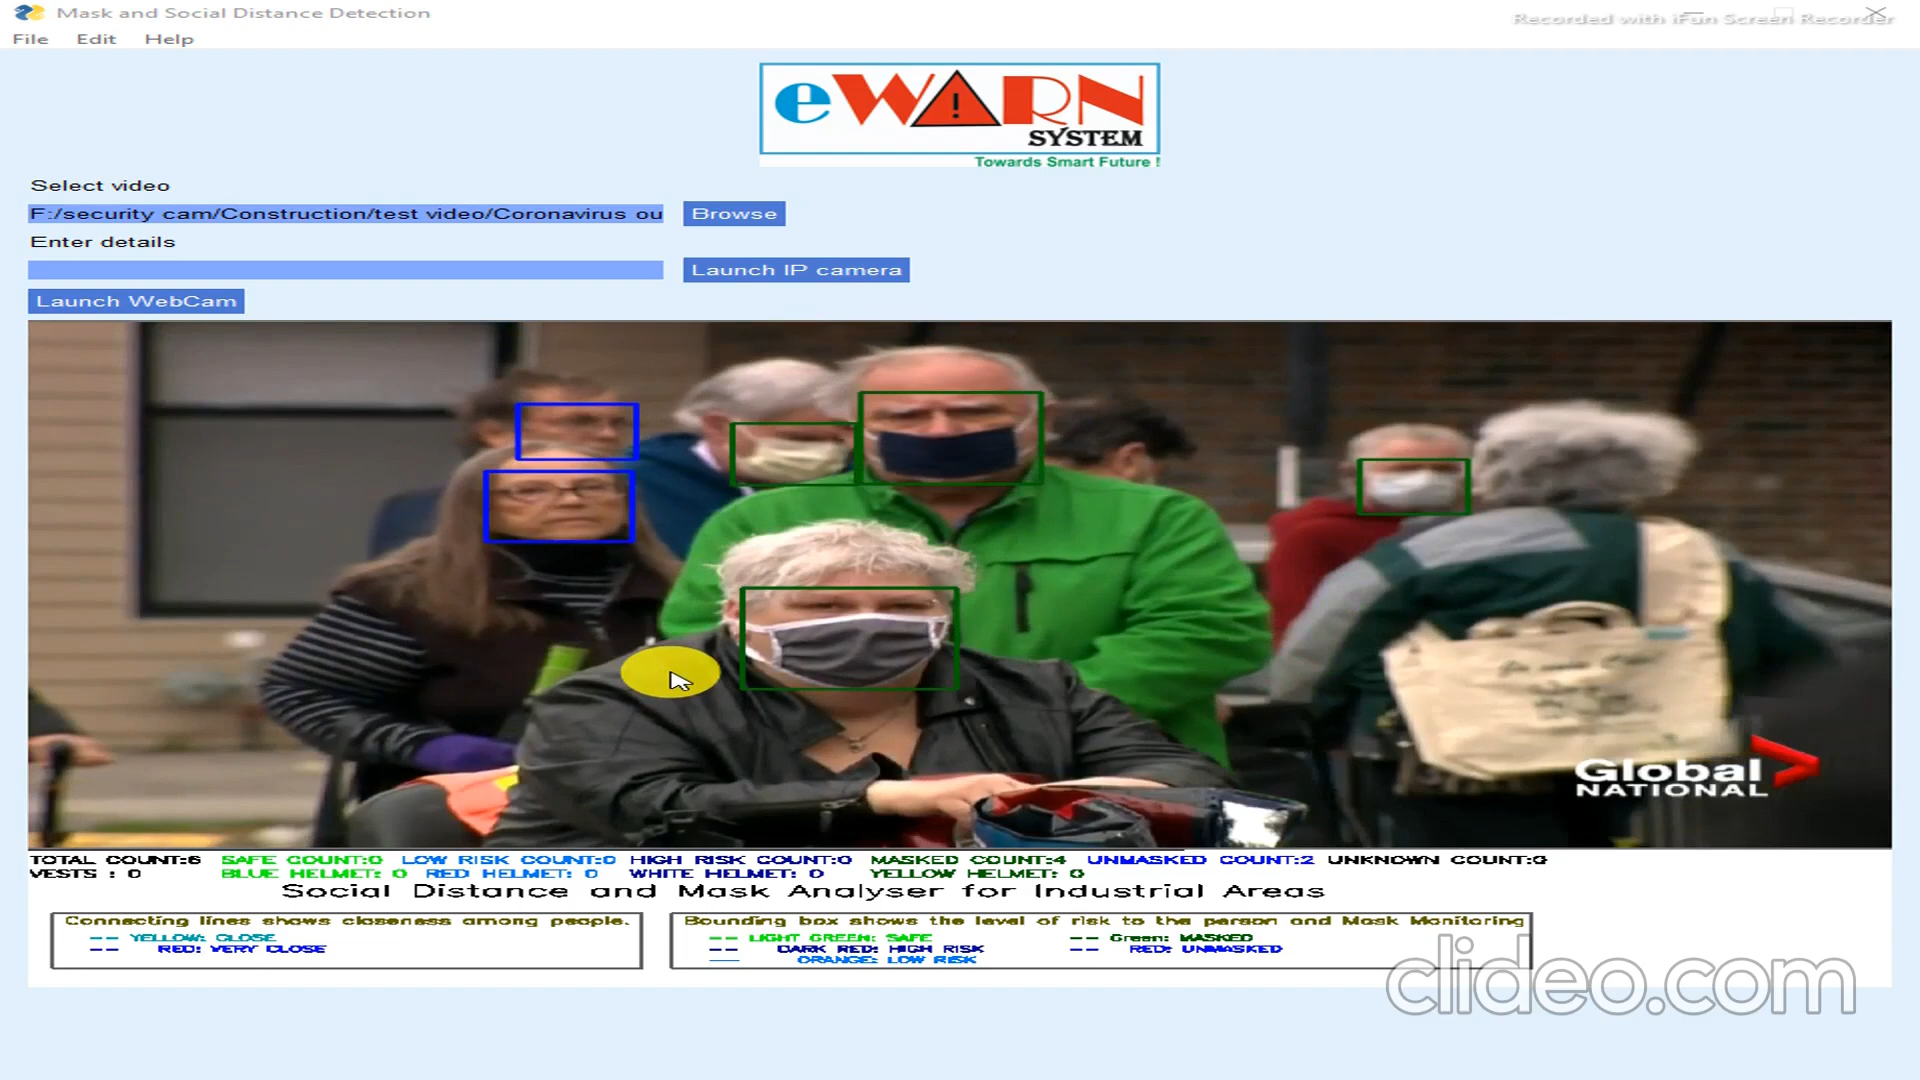 Mask and Social Distance Detection
Recorded with iFun Screen Recorder
File Edit Help
eWARN
SYSTEM
Towards Smart Future !
Select video
F:/security cam/Construction/test video/Coronavirus ou
Browse
Enter details
Launch IP camera
Launch WebCam
Global
NATIONAL
TOTAL COUNT:6 SAFE COUNT:0 LOW RISK COUNT:0 HIGH RISK COUNT:0 MASKED COUNT:4 UNMASKED COUNT:2 UNKNOWN COUNT:0
VESTS : 0 BLUE HELMET: 0 RED HELMET: 0 WHITE HELMET: 0 YELLOW HELMET: 0
Social Distance and Mask Analyser for Industrial Areas
Connecting lines shows closeness among people.
-- YELLOW: CLOSE
-- RED: VERY CLOSE
Bounding box shows the level of risk to the person and Mask Monitoring
-- LIGHT GREEN: SAFE -- Green: MASKED
-- DARK RED: HIGH RISK -- RED: UNMASKED
-- ORANGE: LOW RISK
clideo.com